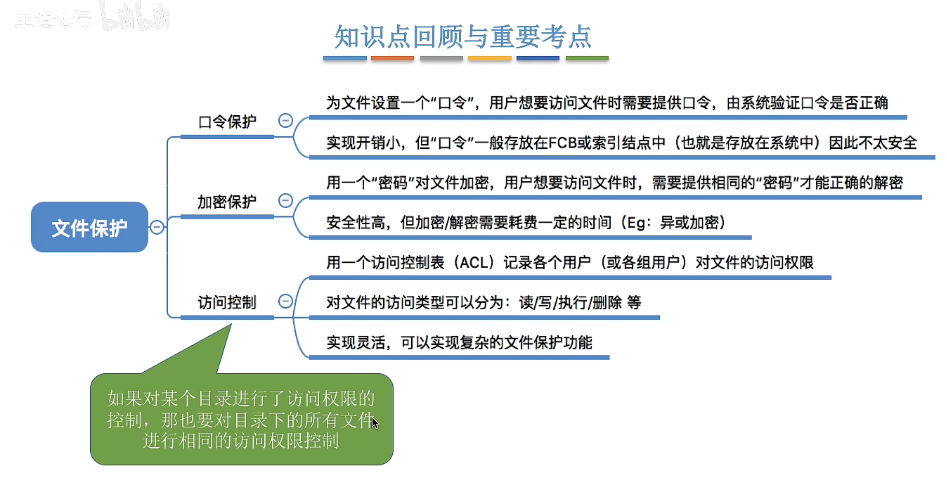 知识点回顾与重要考点
为文件设置一个“口令”，用户想要访问文件时需要提供口令，由系统验证口令是否正确
口令保护
实现开销小，但“口令”一般存放在FCB或索引结点中（也就是存放在系统中）因此不太安全
用一个“密码”对文件加密，用户想要访问文件时，需要提供相同的“密码”才能正确的解密
加密保护
安全性高，但加密/解密需要耗费一定的时间（Eg：异或加密）
文件保护
用一个访问控制表（ACL）记录各个用户（或各组用户）对文件的访问权限
访问控制
对文件的访问类型可以分为：读/写/执行/删除 等
实现灵活，可以实现复杂的文件保护功能
如果对某个目录进行了访问权限的
控制，那也要对目录下的所有文件
进行相同的访问权限控制